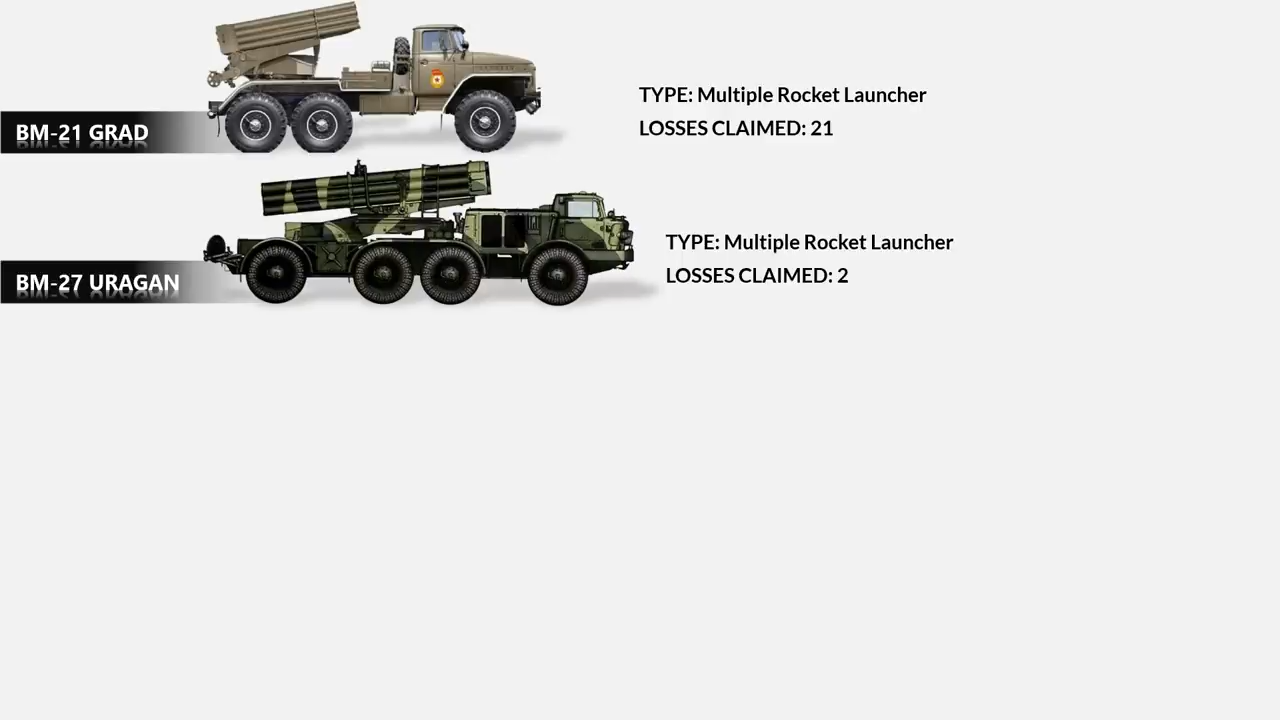 BM-21 GRAD
TYPE: Multiple Rocket Launcher
LOSSES CLAIMED: 21
BM-27 URAGAN
TYPE: Multiple Rocket Launcher
LOSSES CLAIMED: 2